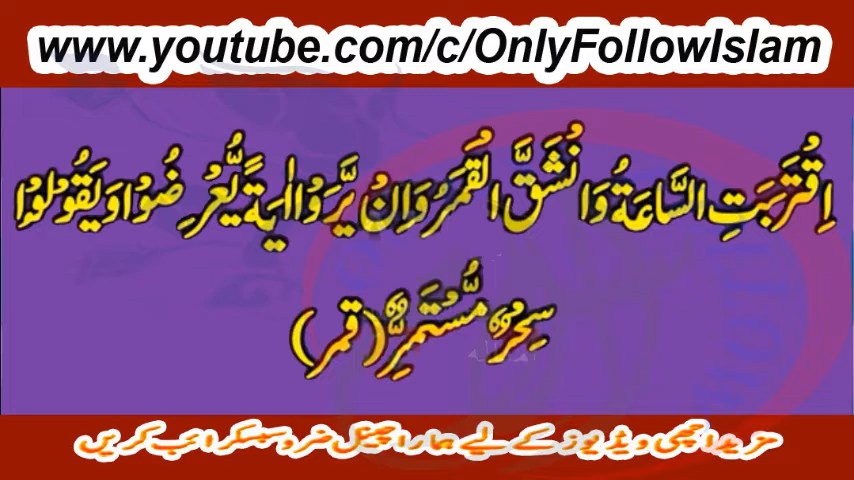 www.youtube.com/c/OnlyFollowIslam
اِقْتَرَبَتِ السَّاعَةُ وَانْشَقَّ الْقَمَرُ وَاِنْ يَّرَوْا اٰيَةً يُّعْرِضُوْا وَيَقُوْلُوْا
سِحْرٌ مُّسْتَمِرٌّ (قمر)
مزید اچھی ویڈیوز کے لیے ہمارا چینل ضرور سبسکرائب کریں